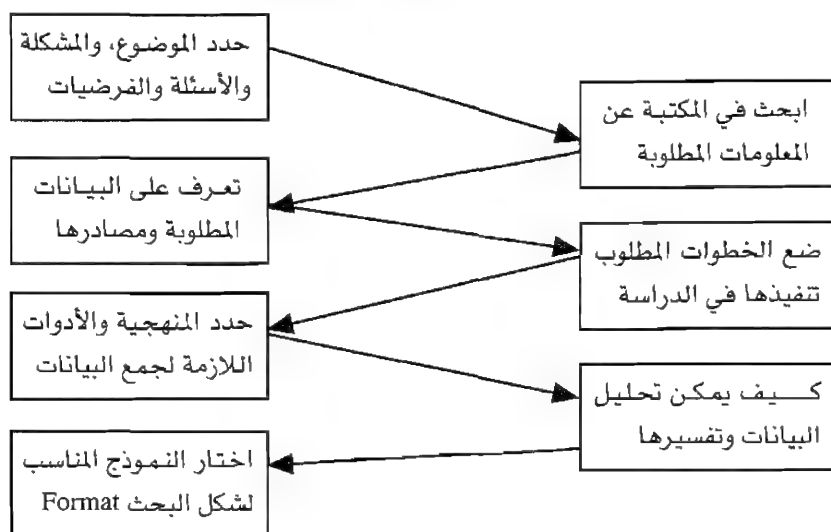 حدد الموضوع، والمشكلة
والأسئلة والفرضيات
ابحث في المكتبة عن
المعلومات المطلوبة
تعرف على البيانات
المطلوبة ومصادرها
ضع الخطوات المطلوب
تنفيذها في الدراسة
حدد المنهجية والأدوات
اللازمة لجمع البيانات
كيف يمكن تحليل
البيانات وتفسيرها
اختار النموذج المناسب
لشكل البحث Format